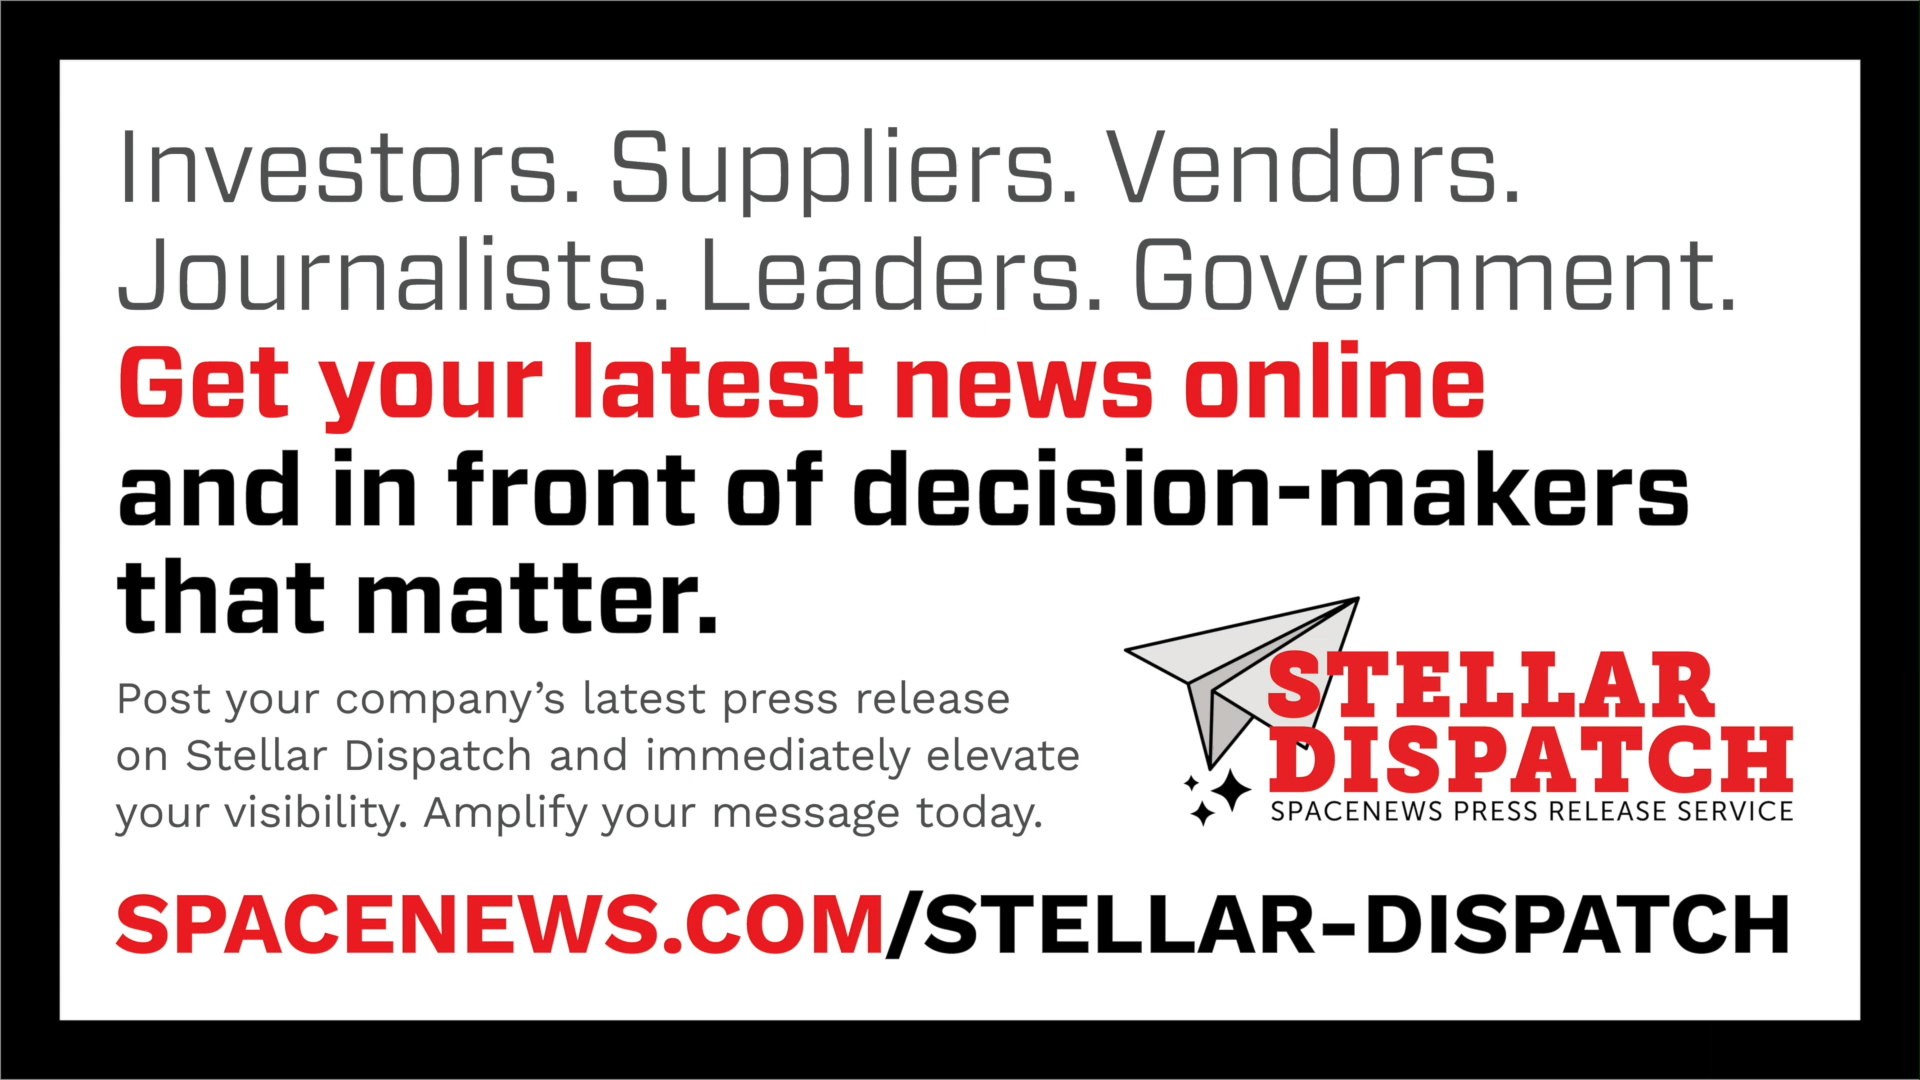 Investors. Suppliers. Vendors.
Journalists. Leaders. Government.
Get your latest news online
and in front of decision-makers
that matter.
Post your company’s latest press release
on Stellar Dispatch and immediately elevate
your visibility. Amplify your message today.
STELLAR
DISPATCH
SPACENEWS PRESS RELEASE SERVICE
SPACENEWS.COM/STELLAR-DISPATCH